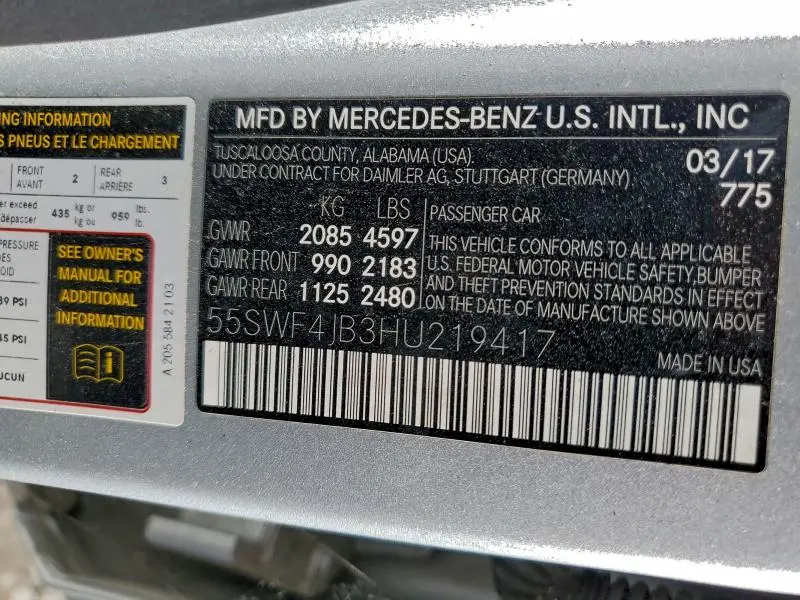 NG INFORMATION
S PNEUS ET LE CHARGEMENT
FRONT
AVANT
2
REAR
ARRIÈRE
3
er exceed
dépasser
435
kg or
kg ou
959
lbs.
lb.
PRESSURE
DES
OID
39 PSI
45 PSI
UCUN
SEE OWNER'S
MANUAL FOR
ADDITIONAL
INFORMATION
A 205 584 21 03
MFD BY MERCEDES-BENZ U.S. INTL., INC
TUSCALOOSA COUNTY, ALABAMA (USA).
UNDER CONTRACT FOR DAIMLER AG, STUTTGART (GERMANY)
03/17
775
KG LBS
GVWR 2085 4597
GAWR FRONT 990 2183
GAWR REAR 1125 2480
PASSENGER CAR
THIS VEHICLE CONFORMS TO ALL APPLICABLE
U.S. FEDERAL MOTOR VEHICLE SAFETY,BUMPER
AND THEFT PREVENTION STANDARDS IN EFFECT
ON THE DATE OF MANUFACTURE SHOWN ABOVE
55SWF4JB3HU219417
MADE IN USA